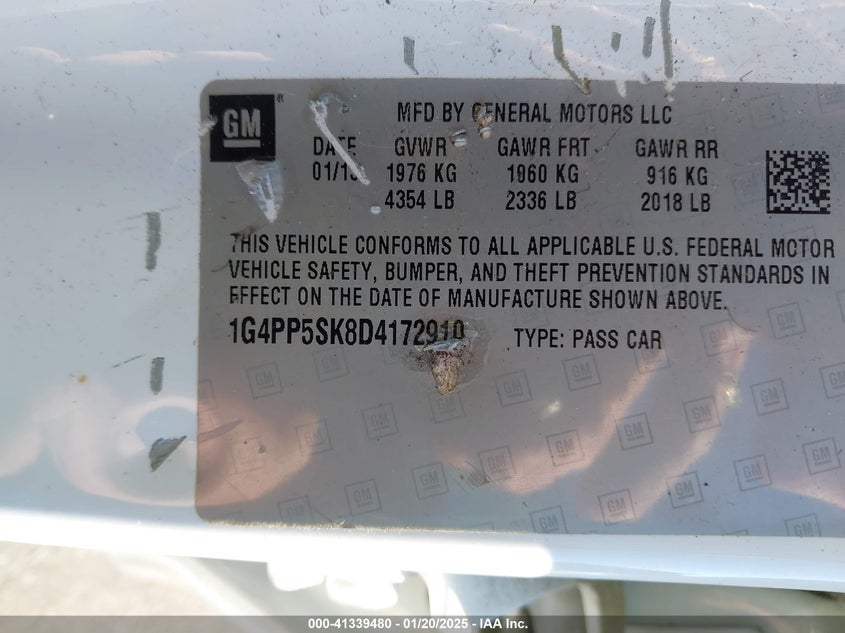 GM
MFD BY GENERAL MOTORS LLC
DATE GVWR GAWR FRT GAWR RR
1976 KG 1960 KG 916 KG
4354 LB 2336 LB 2018 LB
THIS VEHICLE CONFORMS TO ALL APPLICABLE U.S. FEDERAL MOTOR
VEHICLE SAFETY, BUMPER, AND THEFT PREVENTION STANDARDS IN
EFFECT ON THE DATE OF MANUFACTURE SHOWN ABOVE.
1G4PP5SK8D4172910 TYPE: PASS CAR
000-41339480 - 01/20/2025 - IAA Inc.